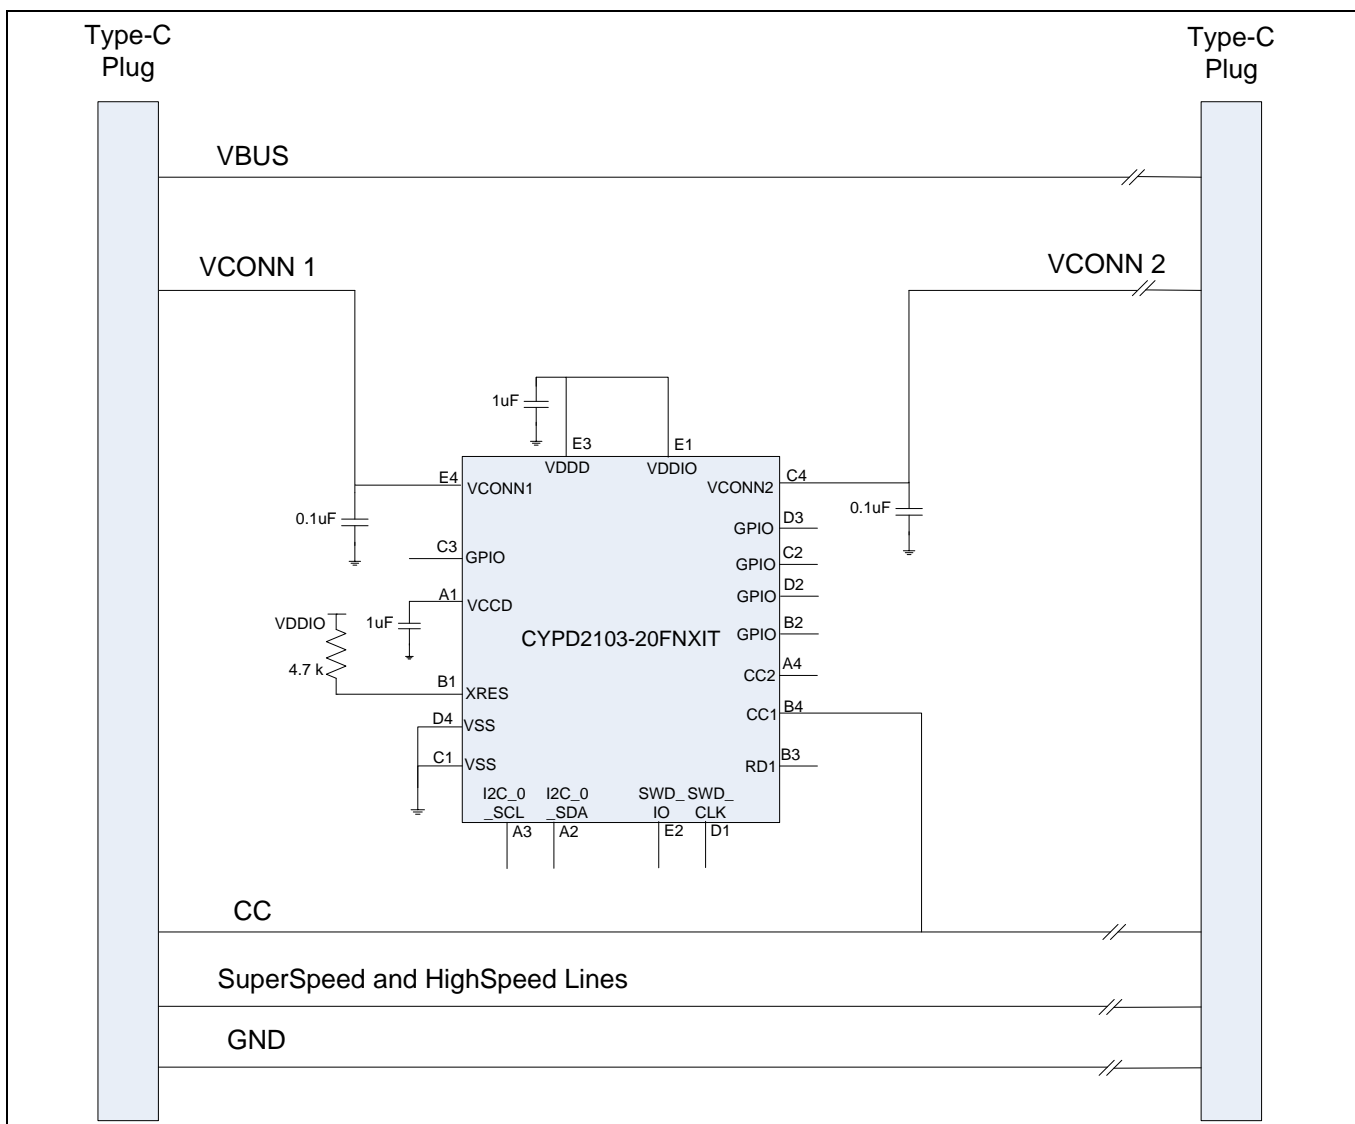 Type-C
Plug
Type-C
Plug
VBUS
VCONN 1
VCONN 2
1uF
E3
E1
VDDD
VDDIO
E4
VCONN1
C4
VCONN2
0.1uF
0.1uF
D3
GPIO
C3
GPIO
C2
GPIO
D2
GPIO
A1
VCCD
1uF
VDDIO
4.7 k
CYPD2103-20FNXIT
B2
GPIO
A4
CC2
B1
XRES
B4
CC1
D4
VSS
C1
VSS
B3
RD1
I2C_0
_SCL
I2C_0
_SDA
SWD_
IO
SWD_
CLK
A3
A2
E2
D1
CC
SuperSpeed and HighSpeed Lines
GND